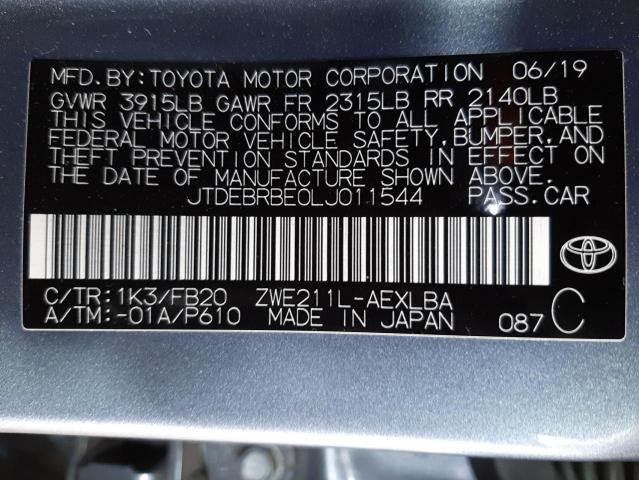 MFD.BY:TOYOTA MOTOR CORPORATION 06/19
GVWR 3915LB GAWR FR 2315LB RR 2140LB
THIS VEHICLE CONFORMS TO ALL APPLICABLE
FEDERAL MOTOR VEHICLE SAFETY,BUMPER,AND
THEFT PREVENTION STANDARDS IN EFFECT ON
THE DATE OF MANUFACTURE SHOWN ABOVE.
JTDEBRBE0LJ011544 PASS.CAR
C/TR:1K3/FB20 ZWE211L-AEXLBA
A/TM:-01A/P610 MADE IN JAPAN 087 C